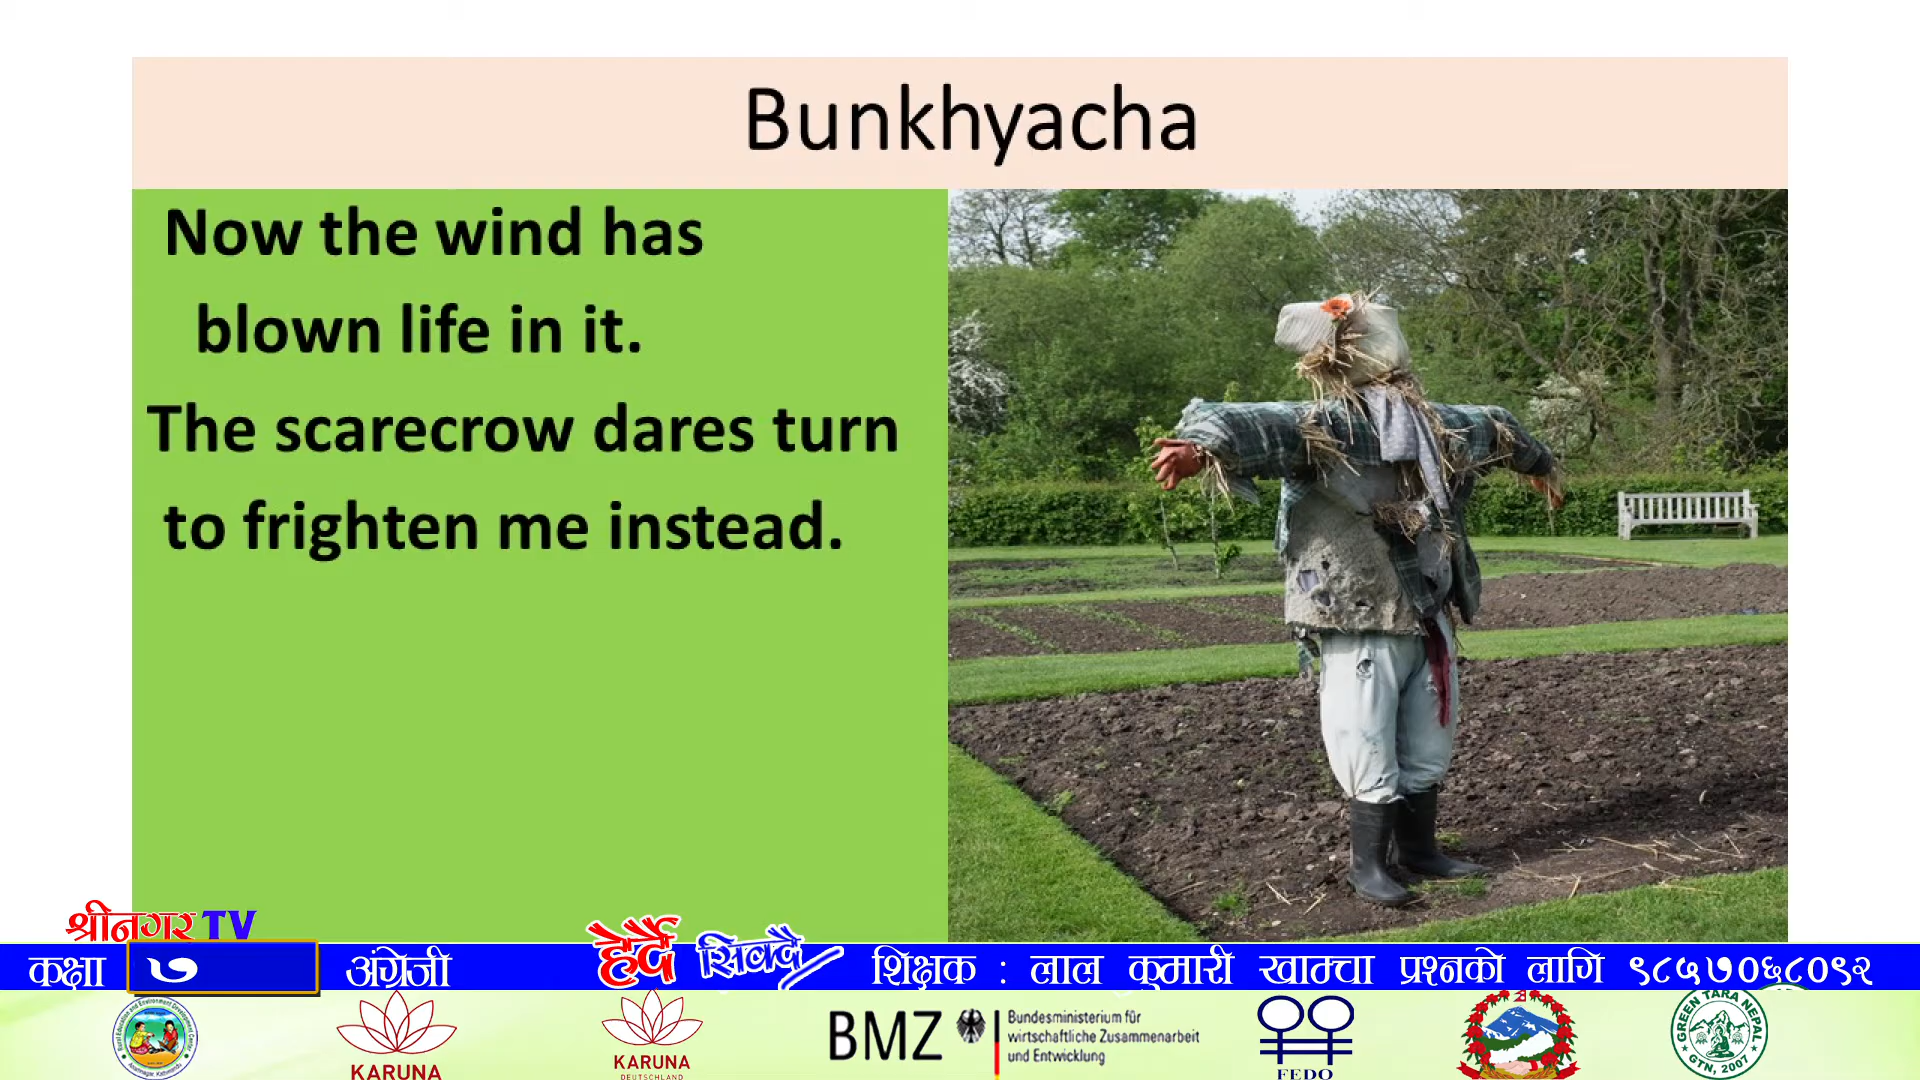 Bunkhyacha
Now the wind has
blown life in it.
The scarecrow dares turn
to frighten me instead.
श्रीनगर TV
कक्षा ७ अंग्रेजी हेर्दै सिक्दै शिक्षक : लाल कुमारी खाम्चा प्रश्नको लागि ९८५७०६८०९२
KARUNA
KARUNA
DEUTSCHLAND
BMZ
Bundesministerium für
wirtschaftliche Zusammenarbeit
und Entwicklung
FEDO
GREEN TARA NEPAL
GTN, 2007